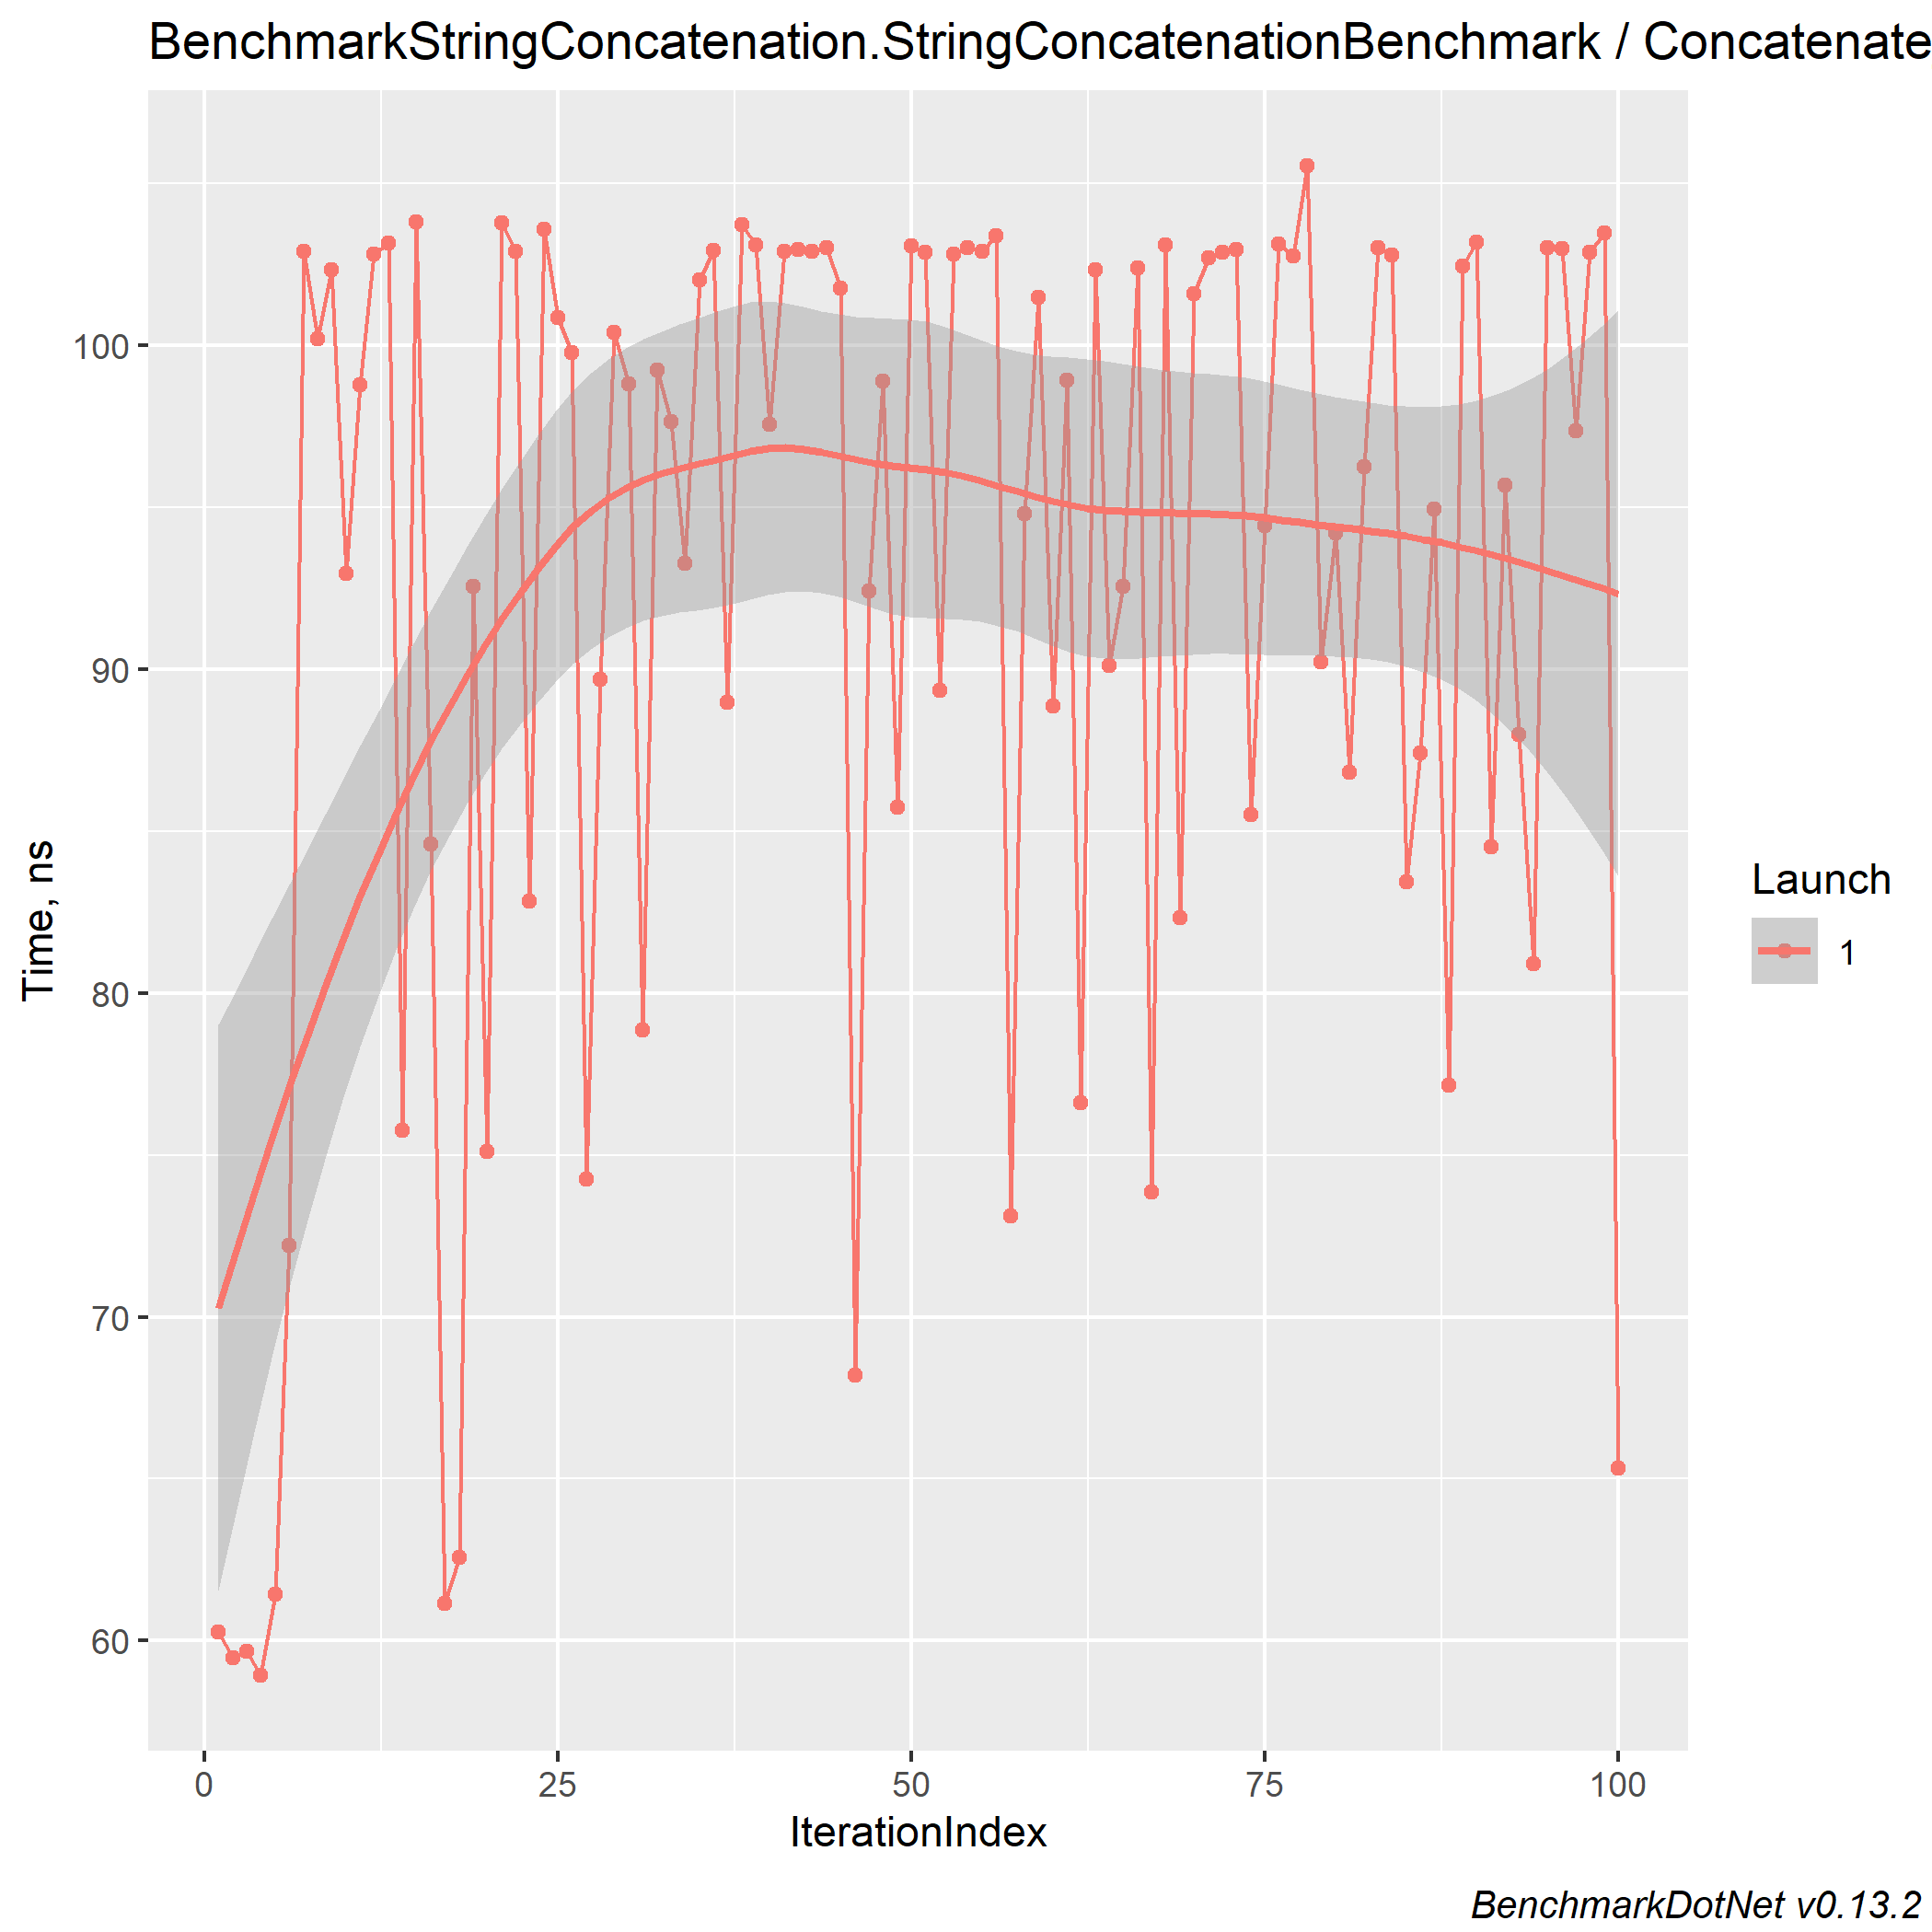 BenchmarkStringConcatenation.StringConcatenationBenchmark / Concatenate
Time, ns
100
90
80
70
60
0 25 50 75 100
IterationIndex
Launch
1
BenchmarkDotNet v0.13.2